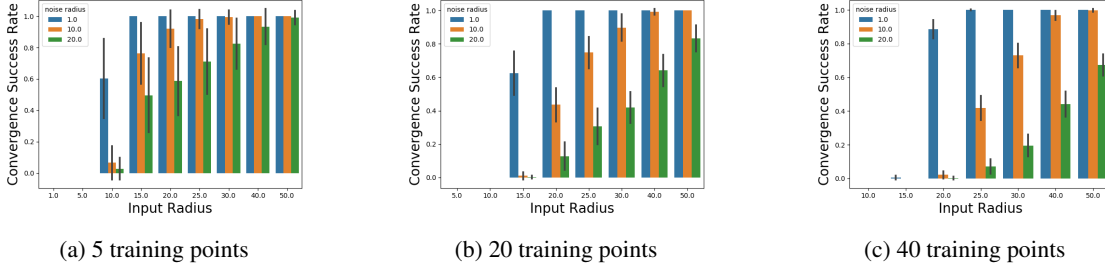 noise radius
1.0
10.0
20.0
Convergence Success Rate
1.0
0.8
0.6
0.4
0.2
0.0
1.0 5.0 10.0 15.0 20.0 25.0 30.0 40.0 50.0
Input Radius
(a) 5 training points
noise radius
1.0
10.0
20.0
Convergence Success Rate
1.0
0.8
0.6
0.4
0.2
0.0
5.0 10.0 15.0 20.0 25.0 30.0 40.0 50.0
Input Radius
(b) 20 training points
noise radius
1.0
10.0
20.0
Convergence Success Rate
1.0
0.8
0.6
0.4
0.2
0.0
10.0 15.0 20.0 25.0 30.0 40.0 50.0
Input Radius
(c) 40 training points